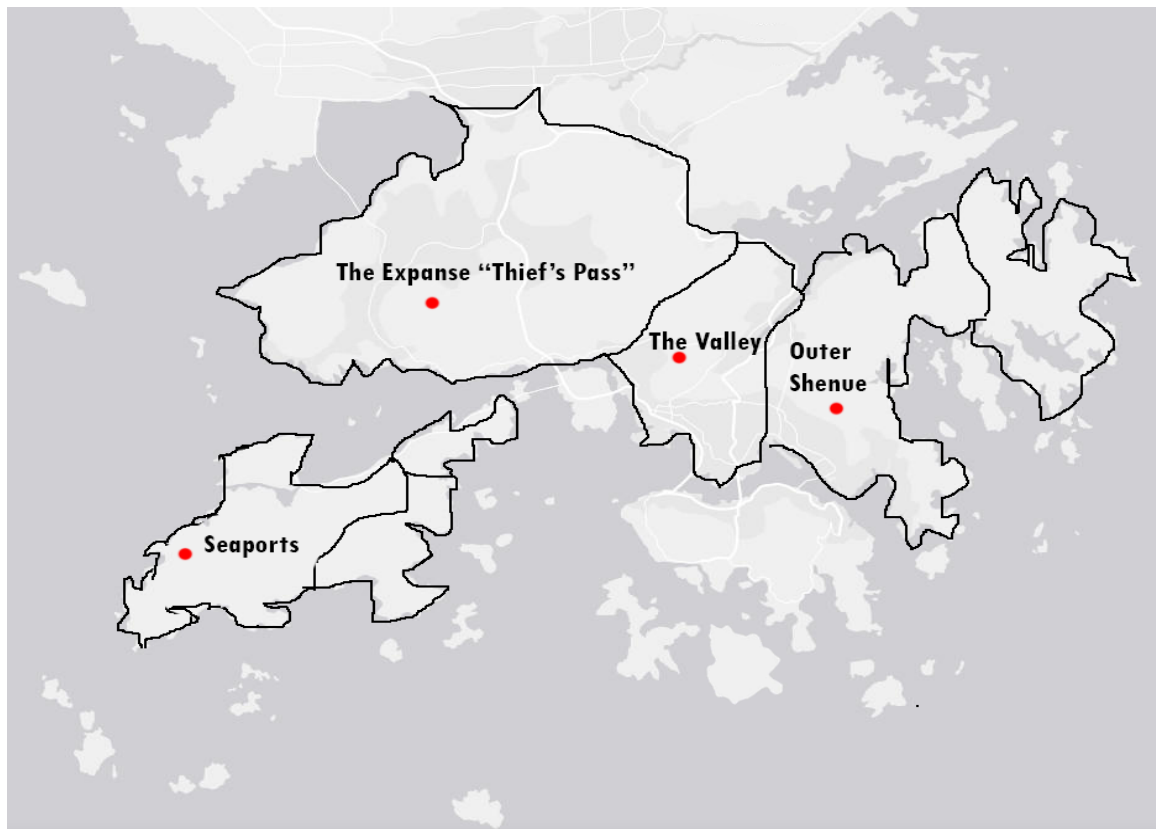 The Expanse “Thief’s Pass”
The Valley
Outer
Shenue
Seaports